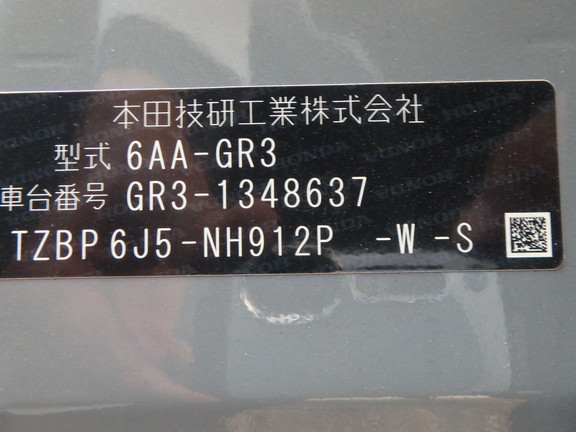 本田技研工業株式会社
型式 6AA-GR3
車台番号 GR3-1348637
TZBP6J5-NH912P -W -S